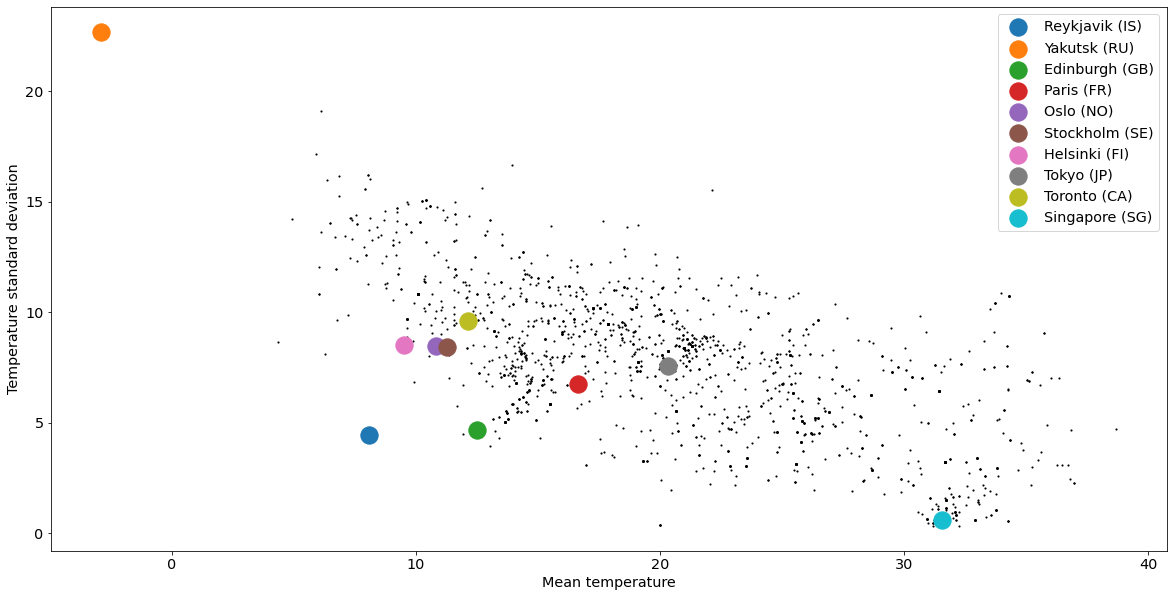 Reykjavik (IS)
Yakutsk (RU)
Edinburgh (GB)
Paris (FR)
Oslo (NO)
Stockholm (SE)
Helsinki (FI)
Tokyo (JP)
Toronto (CA)
Singapore (SG)
Temperature standard deviation
20
15
10
5
0
0 10 20 30 40
Mean temperature